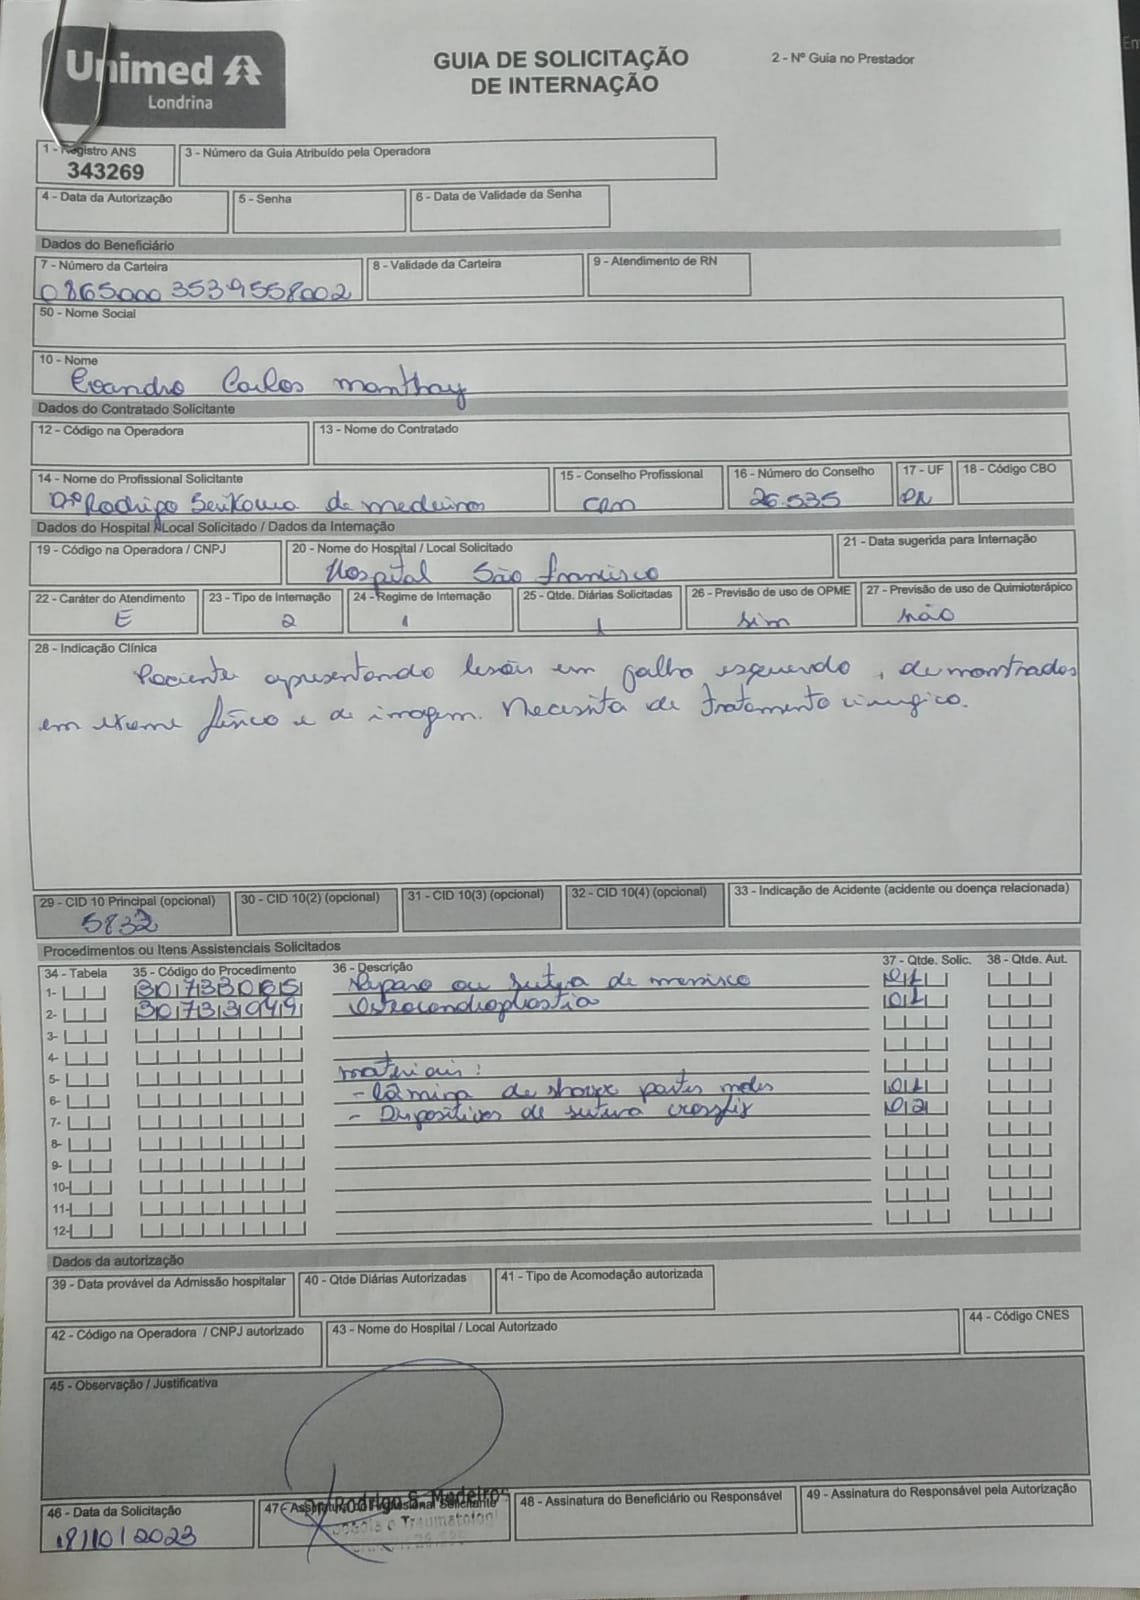 Unimed
Londrina
GUIA DE SOLICITAÇÃO
DE INTERNAÇÃO
2 - Nº Guia no Prestador
1 - Registro ANS
343269
3 - Número da Guia Atribuído pela Operadora
4 - Data da Autorização
5 - Senha
6 - Data de Validade da Senha
Dados do Beneficiário
7 - Número da Carteira
08650003539558002
8 - Validade da Carteira
9 - Atendimento de RN
50 - Nome Social
10 - Nome
Evandro Carlos Monthay
Dados do Contratado Solicitante
12 - Código na Operadora
13 - Nome do Contratado
14 - Nome do Profissional Solicitante
Drº Rodrigo Serikawa de medeiros
15 - Conselho Profissional
CRM
16 - Número do Conselho
26.535
17 - UF
PR
18 - Código CBO
Dados do Hospital / Local Solicitado / Dados da Internação
19 - Código na Operadora / CNPJ
20 - Nome do Hospital / Local Solicitado
Hospital São Francisco
21 - Data sugerida para Internação
22 - Caráter do Atendimento
E
23 - Tipo de Internação
2
24 - Regime de Internação
1
25 - Qtde. Diárias Solicitadas
1
26 - Previsão de uso de OPME
sim
27 - Previsão de uso de Quimioterápico
não
28 - Indicação Clínica
Paciente apresentando lesões em joelho esquerdo, demonstrados
em exame físico e de imagem. Necessita de tratamento cirurgico.
29 - CID 10 Principal (opcional)
S832
30 - CID 10(2) (opcional)
31 - CID 10(3) (opcional)
32 - CID 10(4) (opcional)
33 - Indicação de Acidente (acidente ou doença relacionada)
Procedimentos ou Itens Assistenciais Solicitados
34 - Tabela
35 - Código do Procedimento
36 - Descrição
37 - Qtde. Solic.
38 - Qtde. Aut.
1- 30733065 Reparo ou sutura de menisco 01
2- 30733049 Osteocondroplastia 01
3-
4-
5- materiais:
6- - lâmina de shaver partes moles 01
7- - Dispositivos de sutura crossfix 02
8-
9-
10-
11-
12-
Dados da autorização
39 - Data provável da Admissão hospitalar
40 - Qtde Diárias Autorizadas
41 - Tipo de Acomodação autorizada
42 - Código na Operadora / CNPJ autorizado
43 - Nome do Hospital / Local Autorizado
44 - Código CNES
45 - Observação / Justificativa
46 - Data da Solicitação
18/10/2023
47 - Assinatura do Profissional Solicitante
Dr. Rodrigo S. Medeiros
48 - Assinatura do Beneficiário ou Responsável
49 - Assinatura do Responsável pela Autorização